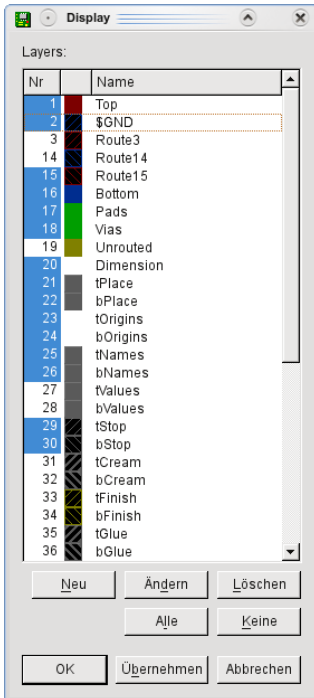 Display
Layers:
Nr Name
1 Top
2 $GND
3 Route3
14 Route14
15 Route15
16 Bottom
17 Pads
18 Vias
19 Unrouted
20 Dimension
21 tPlace
22 bPlace
23 tOrigins
24 bOrigins
25 tNames
26 bNames
27 tValues
28 bValues
29 tStop
30 bStop
31 tCream
32 bCream
33 tFinish
34 bFinish
35 tGlue
36 bGlue
Neu Ändern Löschen
Alle Keine
OK Übernehmen Abbrechen